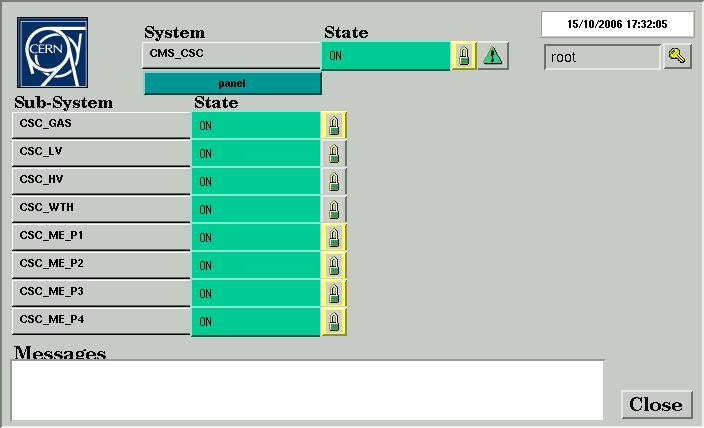 15/10/2006 17:32:05
CERN
System State
CMS_CSC ON
root
panel
Sub-System State
CSC_GAS ON
CSC_LV ON
CSC_HV ON
CSC_WTH ON
CSC_ME_P1 ON
CSC_ME_P2 ON
CSC_ME_P3 ON
CSC_ME_P4 ON
Messages
Close